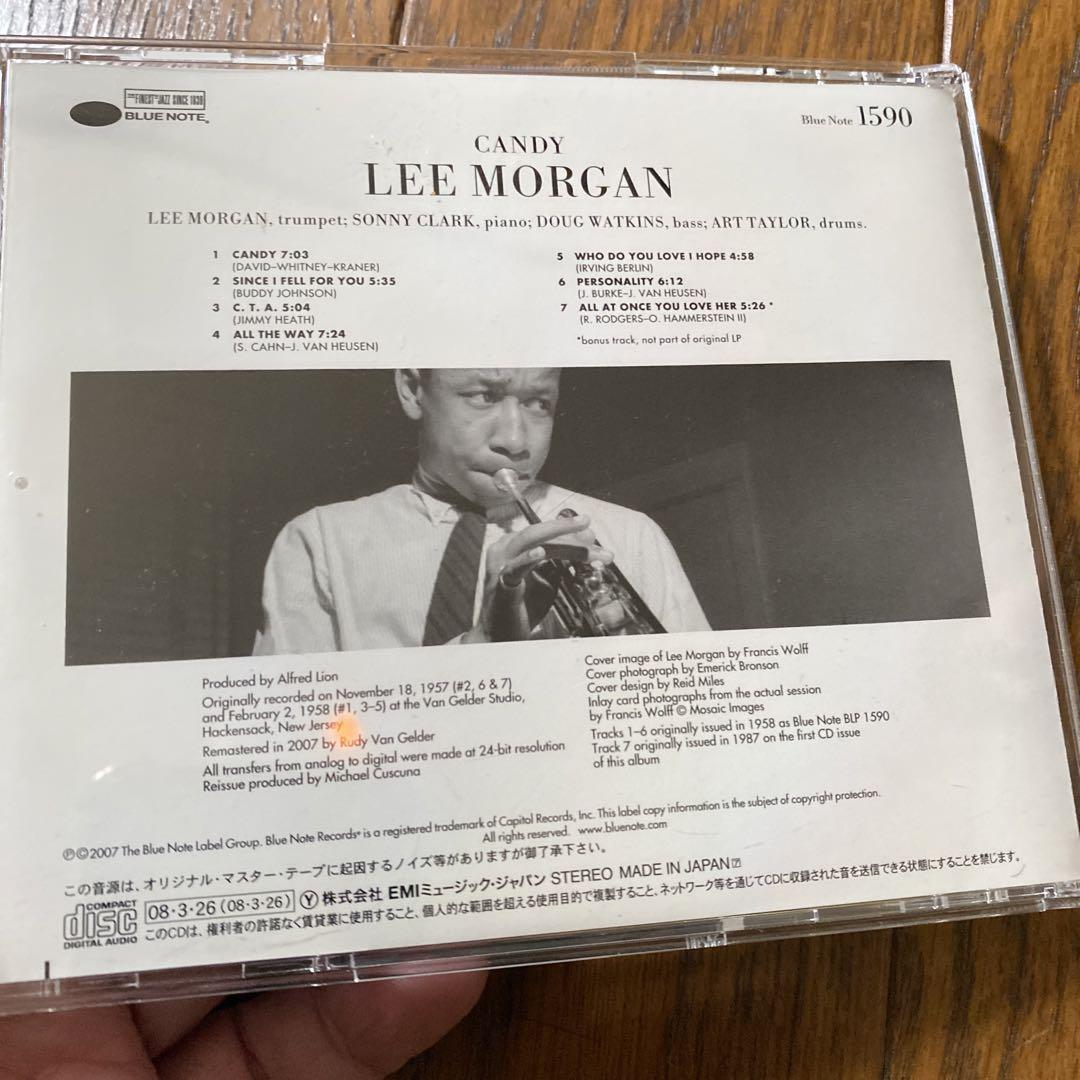 THE FINEST IN JAZZ SINCE 1939
BLUE NOTE®
Blue Note 1590
CANDY
LEE MORGAN
LEE MORGAN, trumpet; SONNY CLARK, piano; DOUG WATKINS, bass; ART TAYLOR, drums.
1 CANDY 7:03
(DAVID–WHITNEY–KRANER)
2 SINCE I FELL FOR YOU 5:35
(BUDDY JOHNSON)
3 C. T. A. 5:04
(JIMMY HEATH)
4 ALL THE WAY 7:24
(S. CAHN–J. VAN HEUSEN)
5 WHO DO YOU LOVE I HOPE 4:58
(IRVING BERLIN)
6 PERSONALITY 6:12
(J. BURKE–J. VAN HEUSEN)
7 ALL AT ONCE YOU LOVE HER 5:26 *
(R. RODGERS–O. HAMMERSTEIN II)
*bonus track, not part of original LP
Produced by Alfred Lion
Originally recorded on November 18, 1957 (#2, 6 & 7)
and February 2, 1958 (#1, 3–5) at the Van Gelder Studio,
Hackensack, New Jersey
Remastered in 2007 by Rudy Van Gelder
All transfers from analog to digital were made at 24-bit resolution
Reissue produced by Michael Cuscuna
Cover image of Lee Morgan by Francis Wolff
Cover photograph by Emerick Bronson
Cover design by Reid Miles
Inlay card photographs from the actual session
by Francis Wolff © Mosaic Images
Tracks 1–6 originally issued in 1958 as Blue Note BLP 1590
Track 7 originally issued in 1987 on the first CD issue
of this album
℗©2007 The Blue Note Label Group. Blue Note Records® is a registered trademark of Capitol Records, Inc. This label copy information is the subject of copyright protection.
All rights reserved. www.bluenote.com
この音源は、オリジナル・マスター・テープに起因するノイズ等がありますが御了承下さい。
COMPACT disc DIGITAL AUDIO
08・3・26 (08・3・26) Ⓨ 株式会社 EMIミュージック・ジャパン STEREO MADE IN JAPAN
このCDは、権利者の許諾なく賃貸業に使用すること、個人的な範囲を超える使用目的で複製すること、ネットワーク等を通じてCDに収録された音を送信できる状態にすることを禁じます。